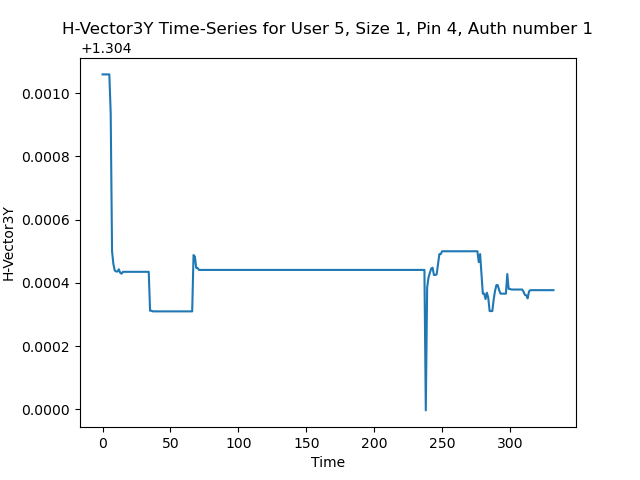 H-Vector3Y Time-Series for User 5, Size 1, Pin 4, Auth number 1
+1.304
0.0010
0.0008
0.0006
0.0004
0.0002
0.0000
H-Vector3Y
0 50 100 150 200 250 300
Time